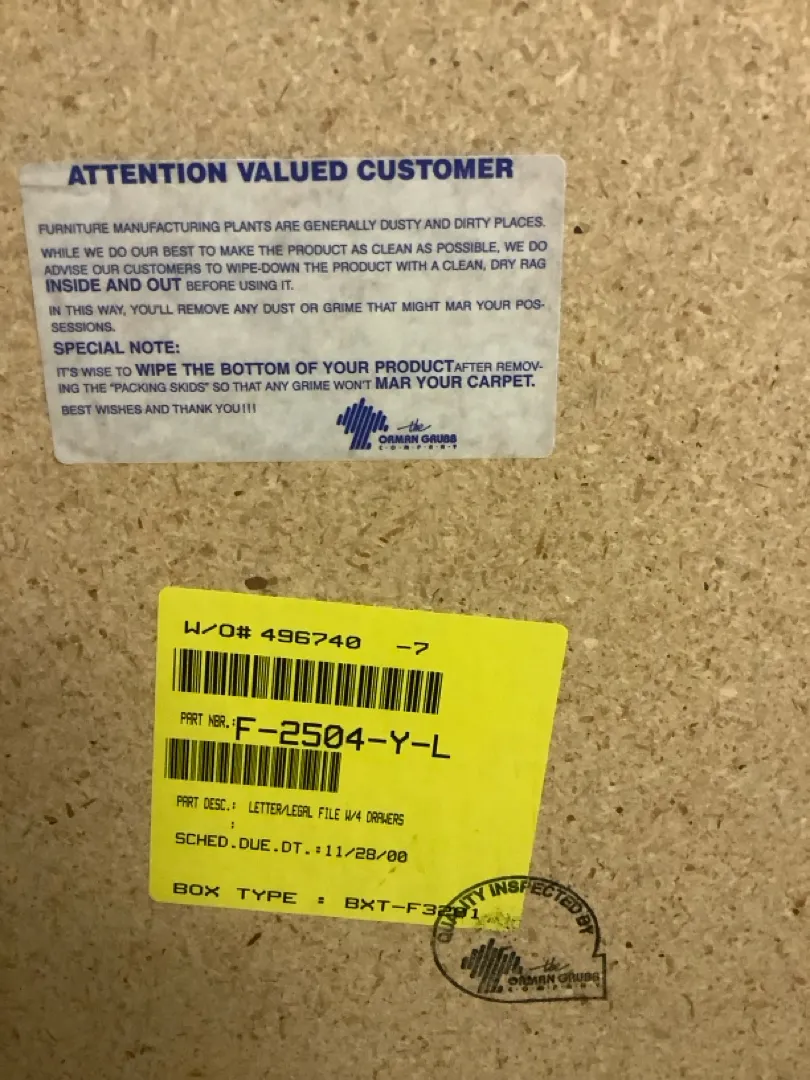 ATTENTION VALUED CUSTOMER
FURNITURE MANUFACTURING PLANTS ARE GENERALLY DUSTY AND DIRTY PLACES.
WHILE WE DO OUR BEST TO MAKE THE PRODUCT AS CLEAN AS POSSIBLE, WE DO
ADVISE OUR CUSTOMERS TO WIPE-DOWN THE PRODUCT WITH A CLEAN, DRY RAG
INSIDE AND OUT BEFORE USING IT.
IN THIS WAY, YOU'LL REMOVE ANY DUST OR GRIME THAT MIGHT MAR YOUR POS-
SESSIONS.
SPECIAL NOTE:
IT'S WISE TO WIPE THE BOTTOM OF YOUR PRODUCT AFTER REMOV-
ING THE "PACKING SKIDS" SO THAT ANY GRIME WON'T MAR YOUR CARPET.
BEST WISHES AND THANK YOU!!!
the
ORMAN GRUBB
COMPANY
W/O# 496740 -7
PART NBR.: F-2504-Y-L
PART DESC.: LETTER/LEGAL FILE W/4 DRAWERS
:
SCHED.DUE.DT.:11/28/00
BOX TYPE : BXT-F3201
QUALITY INSPECTED BY
the
ORMAN GRUBB
COMPANY